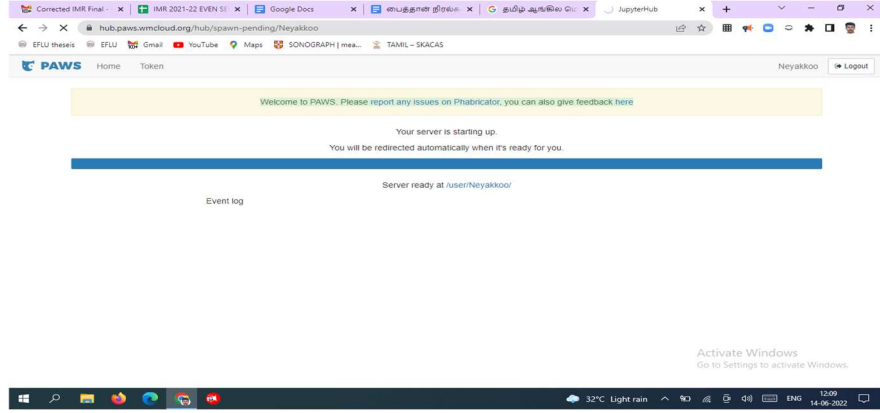 Corrected IMR Final -
IMR 2021-22 EVEN SE
Google Docs
பைத்தான் நிரல்க
தமிழ் ஆங்கில
JupyterHub
hub.paws.wmcloud.org/hub/spawn-pending/Neyakkoo
EFLU theseis
EFLU
Gmail
YouTube
Maps
SONOGRAPH | mea...
TAMIL – SKACAS
PAWS
Home
Token
Neyakkoo
Logout
Welcome to PAWS. Please report any issues on Phabricator, you can also give feedback here
Your server is starting up.
You will be redirected automatically when it's ready for you.
Server ready at /user/Neyakkoo/
Event log
Activate Windows
Go to Settings to activate Windows.
32°C Light rain
ENG
12:09
14-06-2022